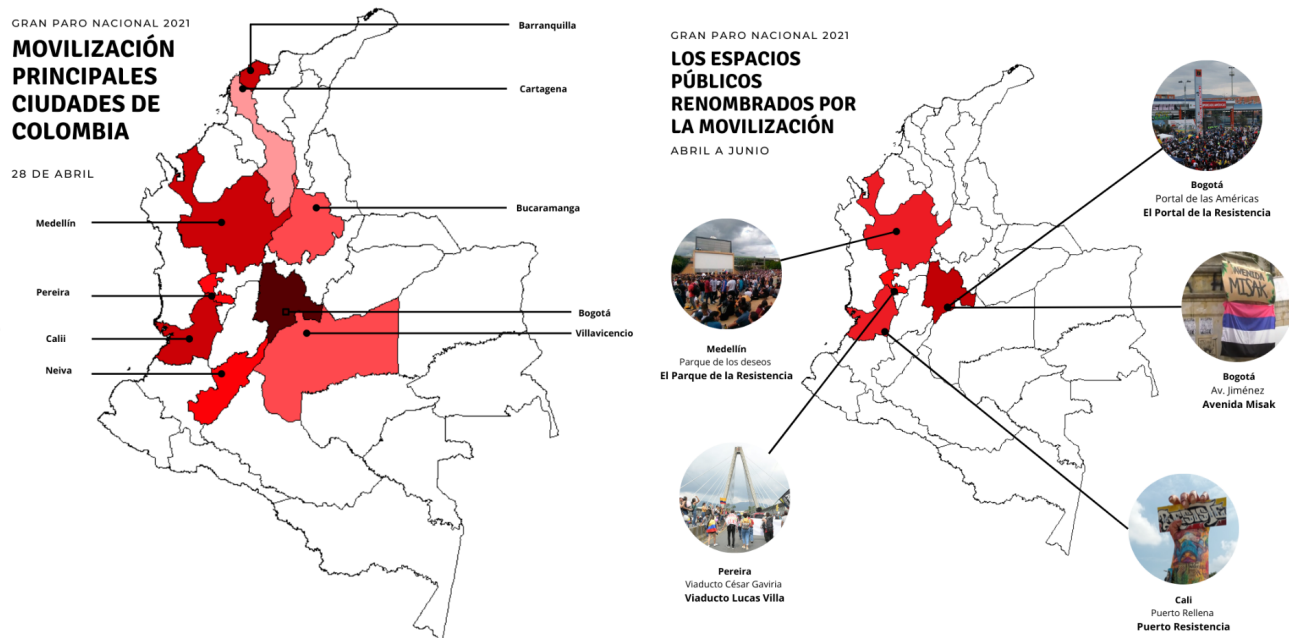 GRAN PARO NACIONAL 2021
MOVILIZACIÓN
PRINCIPALES
CIUDADES DE
COLOMBIA
28 DE ABRIL
Barranquilla
Cartagena
Bucaramanga
Medellín
Pereira
Bogotá
Villavicencio
Calii
Neiva
GRAN PARO NACIONAL 2021
LOS ESPACIOS
PÚBLICOS
RENOMBRADOS POR
LA MOVILIZACIÓN
ABRIL A JUNIO
Bogotá
Portal de las Américas
El Portal de la Resistencia
AVENIDA
MISAK
Medellín
Parque de los deseos
El Parque de la Resistencia
Bogotá
Av. Jiménez
Avenida Misak
Pereira
Viaducto César Gaviria
Viaducto Lucas Villa
RESISTE
Cali
Puerto Rellena
Puerto Resistencia